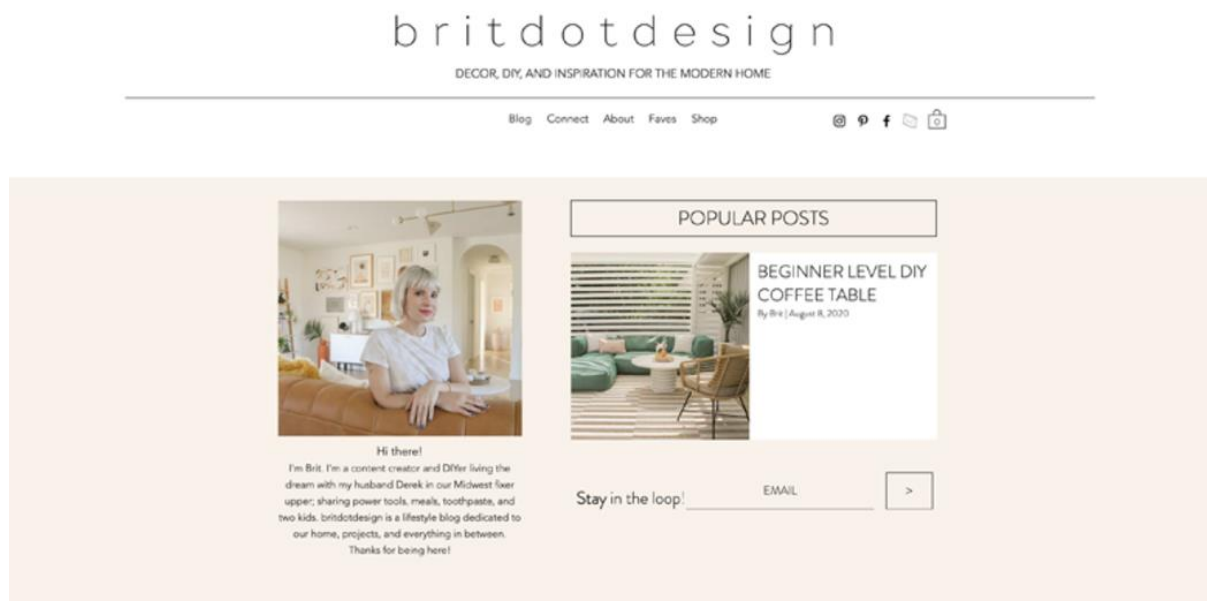 britdotdesign
DECOR, DIY, AND INSPIRATION FOR THE MODERN HOME
Blog Connect About Faves Shop
0
Hi there!
I'm Brit. I'm a content creator and DIYer living the
dream with my husband Derek in our Midwest fixer
upper; sharing power tools, meals, toothpaste, and
two kids. britdotdesign is a lifestyle blog dedicated to
our home, projects, and everything in between.
Thanks for being here!
POPULAR POSTS
BEGINNER LEVEL DIY
COFFEE TABLE
By Brit | August 8, 2020
Stay in the loop! EMAIL >